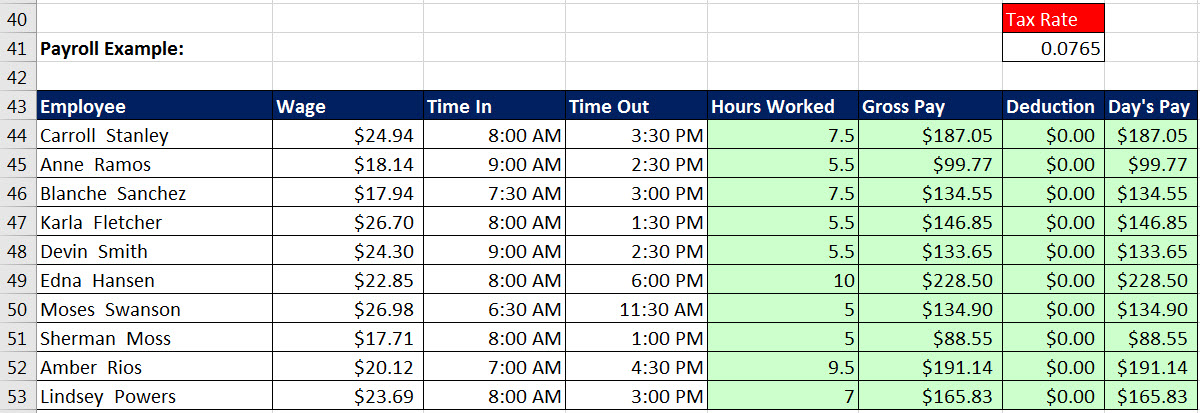 40 Tax Rate
41 Payroll Example: 0.0765
42
43 Employee Wage Time In Time Out Hours Worked Gross Pay Deduction Day's Pay
44 Carroll Stanley $24.94 8:00 AM 3:30 PM 7.5 $187.05 $0.00 $187.05
45 Anne Ramos $18.14 9:00 AM 2:30 PM 5.5 $99.77 $0.00 $99.77
46 Blanche Sanchez $17.94 7:30 AM 3:00 PM 7.5 $134.55 $0.00 $134.55
47 Karla Fletcher $26.70 8:00 AM 1:30 PM 5.5 $146.85 $0.00 $146.85
48 Devin Smith $24.30 9:00 AM 2:30 PM 5.5 $133.65 $0.00 $133.65
49 Edna Hansen $22.85 8:00 AM 6:00 PM 10 $228.50 $0.00 $228.50
50 Moses Swanson $26.98 6:30 AM 11:30 AM 5 $134.90 $0.00 $134.90
51 Sherman Moss $17.71 8:00 AM 1:00 PM 5 $88.55 $0.00 $88.55
52 Amber Rios $20.12 7:00 AM 4:30 PM 9.5 $191.14 $0.00 $191.14
53 Lindsey Powers $23.69 8:00 AM 3:00 PM 7 $165.83 $0.00 $165.83